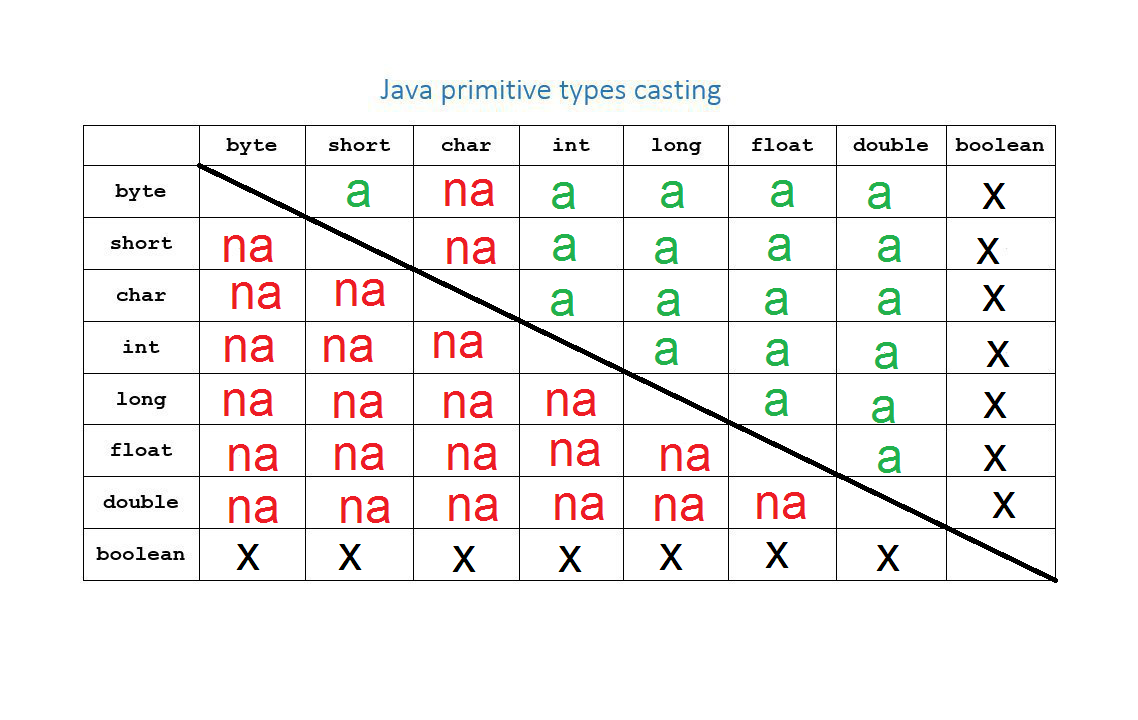 Java primitive types casting
byte short char int long float double boolean
byte a na a a a a x
short na na a a a a x
char na na a a a a x
int na na na a a a x
long na na na na a a x
float na na na na na a x
double na na na na na na x
boolean x x x x x x x